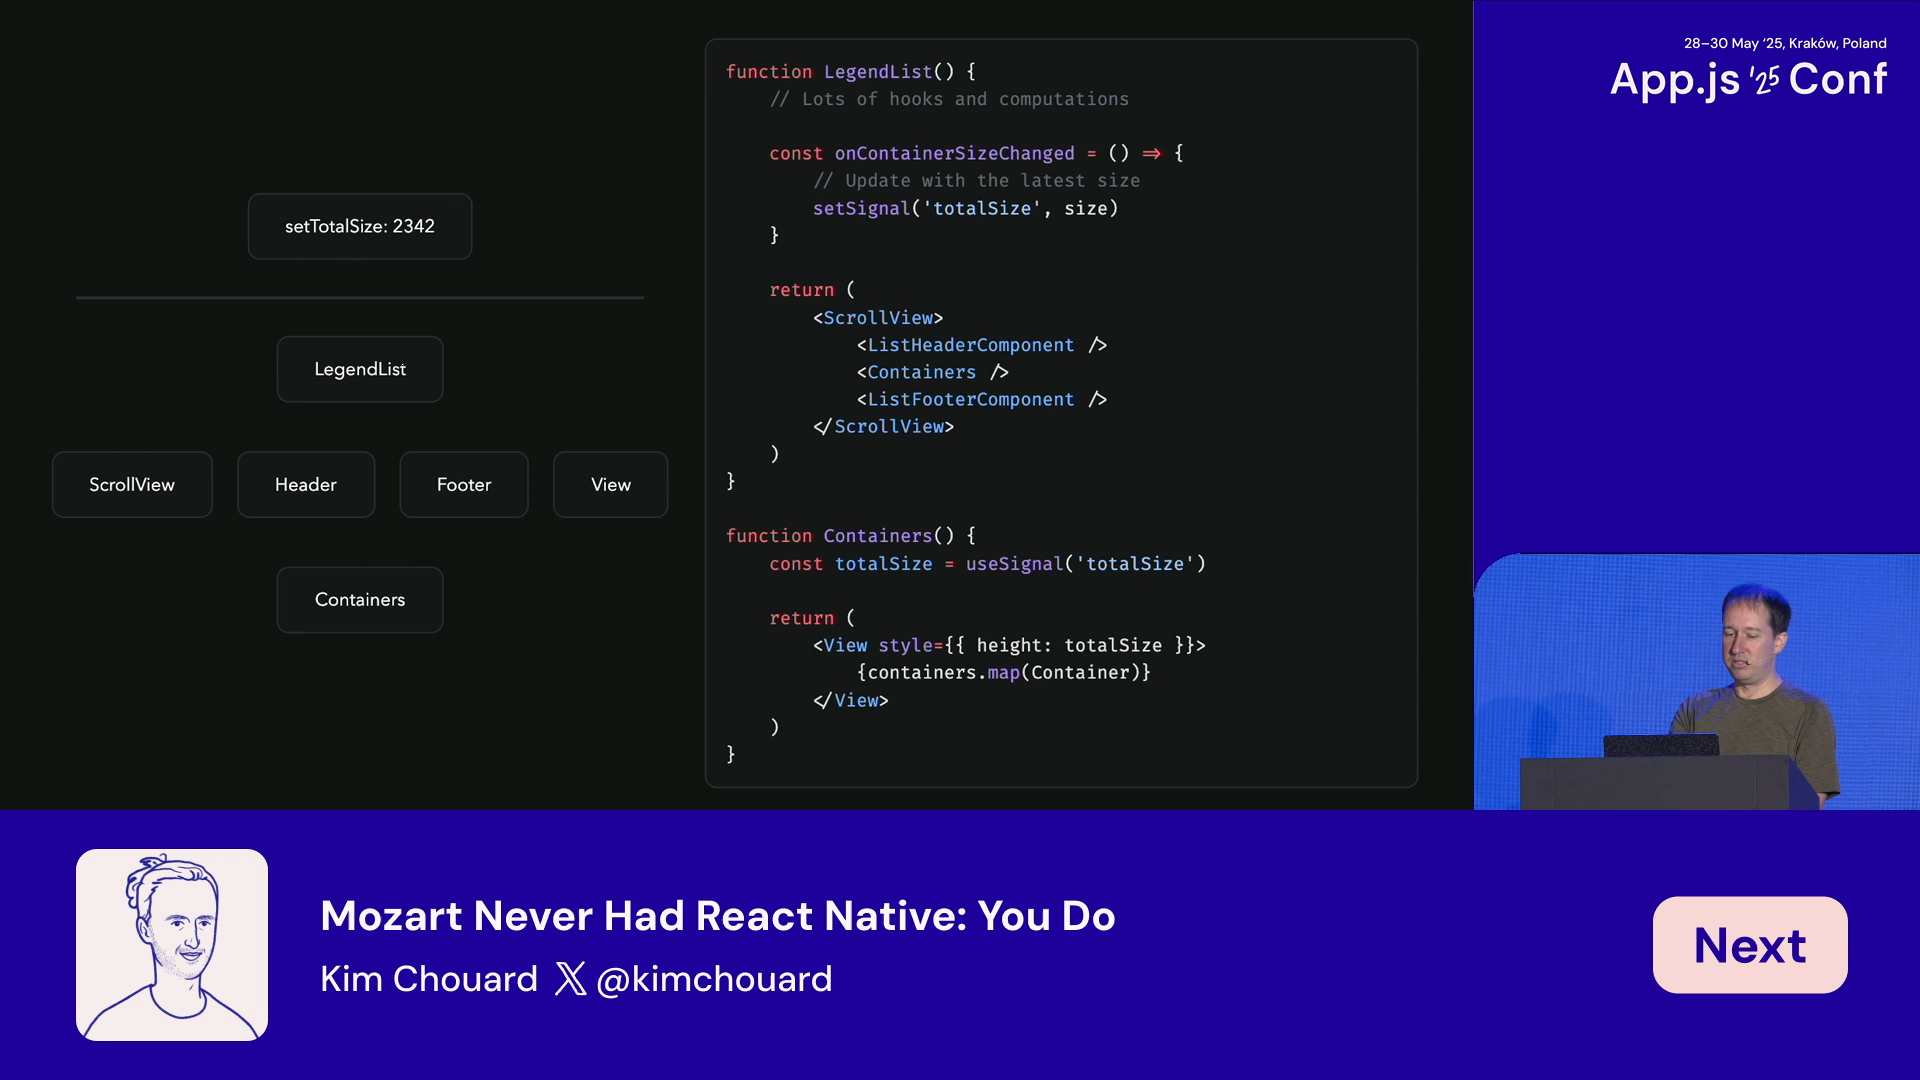 setTotalSize: 2342
LegendList
ScrollView
Header
Footer
View
Containers
function LegendList() {
// Lots of hooks and computations
const onContainerSizeChanged = () => {
// Update with the latest size
setSignal('totalSize', size)
}
return (
<ScrollView>
<ListHeaderComponent />
<Containers />
<ListFooterComponent />
</ScrollView>
)
}
function Containers() {
const totalSize = useSignal('totalSize')
return (
<View style={{ height: totalSize }}>
{containers.map(Container)}
</View>
)
}
28–30 May ‘25, Kraków, Poland
App.js '25 Conf
Mozart Never Had React Native: You Do
Kim Chouard X @kimchouard
Next